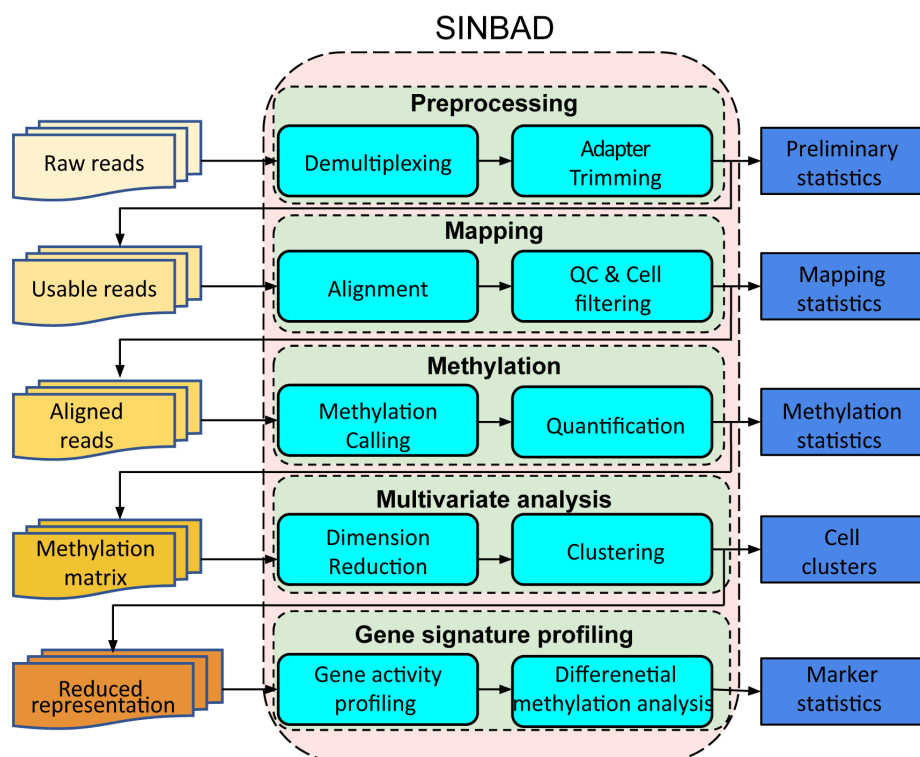 SINBAD
Preprocessing
Raw reads
Demultiplexing
Adapter
Trimming
Preliminary
statistics
Mapping
Usable reads
Alignment
QC & Cell
filtering
Mapping
statistics
Methylation
Aligned
reads
Methylation
Calling
Quantification
Methylation
statistics
Multivariate analysis
Methylation
matrix
Dimension
Reduction
Clustering
Cell
clusters
Gene signature profiling
Reduced
representation
Gene activity
profiling
Differenetial
methylation analysis
Marker
statistics